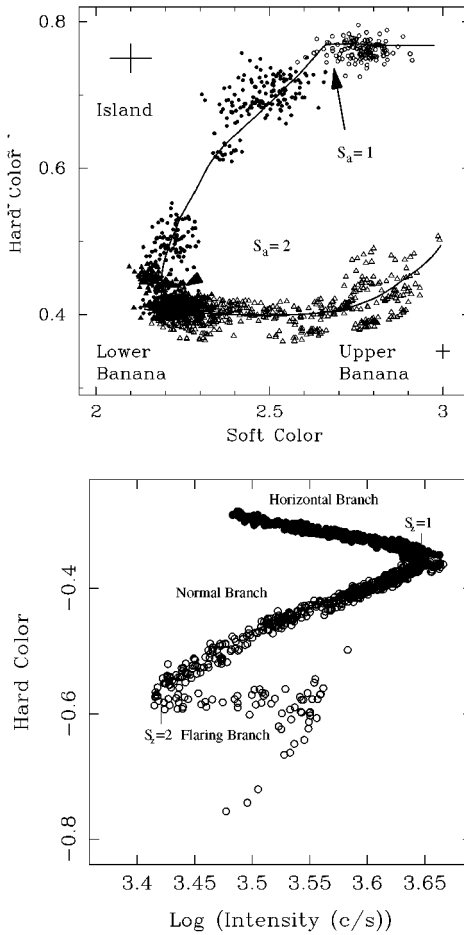 0.8
Island
S_a=1
0.6
Hard Color
S_a=2
0.4
Lower
Banana
Upper
Banana
2
2.5
3
Soft Color
Horizontal Branch
S_z=1
−0.4
Normal Branch
Hard Color
−0.6
S_z=2 Flaring Branch
−0.8
3.4
3.45
3.5
3.55
3.6
3.65
Log (Intensity (c/s))